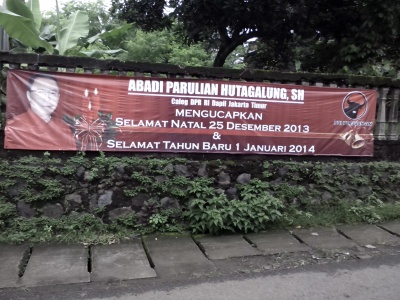 ABADI PARULIAN HUTAGALUNG, SH
Caleg DPR RI Dapil Jakarta Timur
MENGUCAPKAN
SELAMAT NATAL 25 DESEMBER 2013
&
SELAMAT TAHUN BARU 1 JANUARI 2014